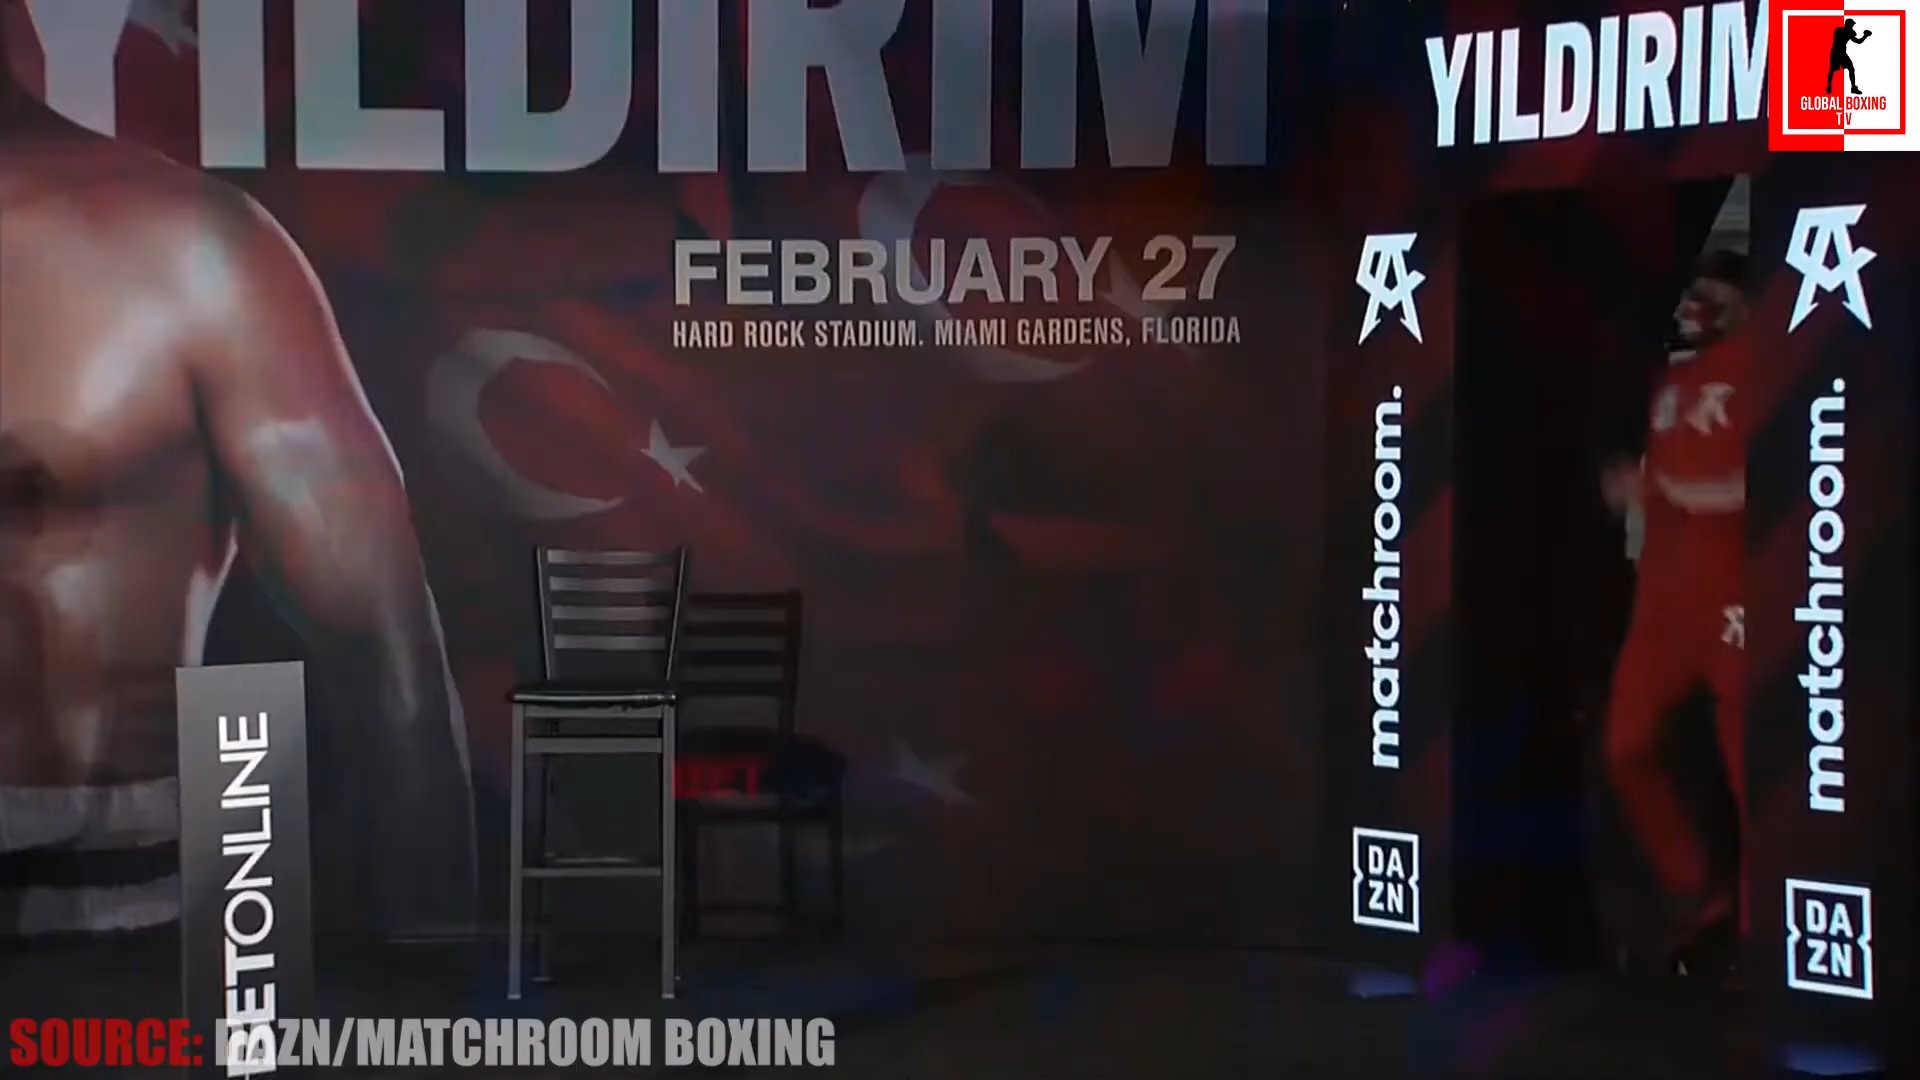 YILDIRIM
YILDIRIM
GLOBAL BOXING
TV
FEBRUARY 27
HARD ROCK STADIUM. MIAMI GARDENS, FLORIDA
matchroom.
matchroom.
DA
ZN
DA
ZN
BETONLINE
SOURCE: DAZN/MATCHROOM BOXING